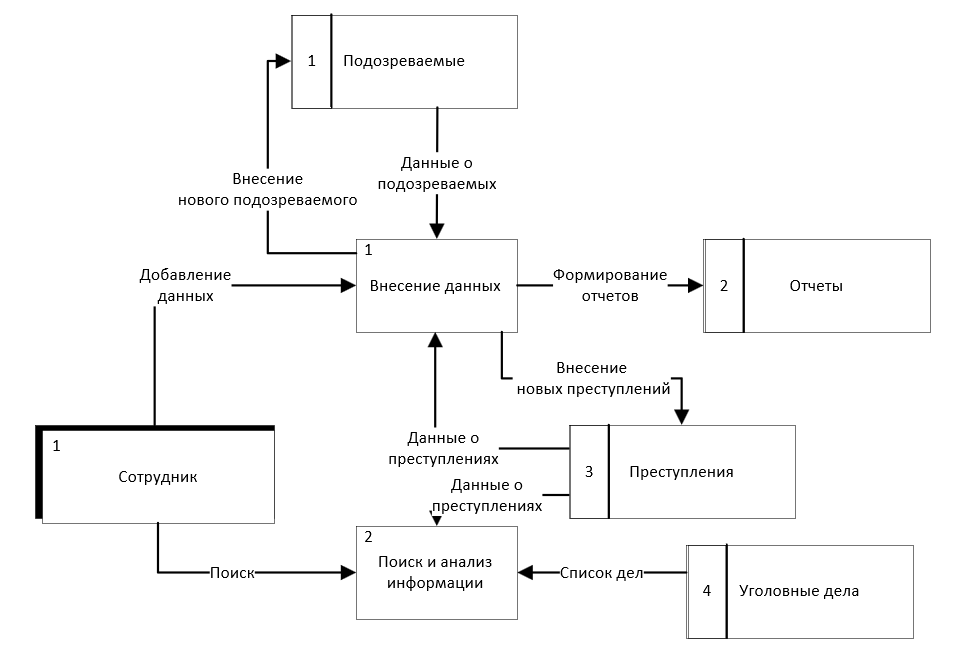 1
Подозреваемые
Данные о
подозреваемых
Внесение
нового подозреваемого
1
Внесение данных
Добавление
данных
Формирование
отчетов
2
Отчеты
Внесение
новых преступлений
1
Сотрудник
Данные о
преступлениях
3
Преступления
Данные о
преступлениях
2
Поиск и анализ
информации
Поиск
Список дел
4
Уголовные дела